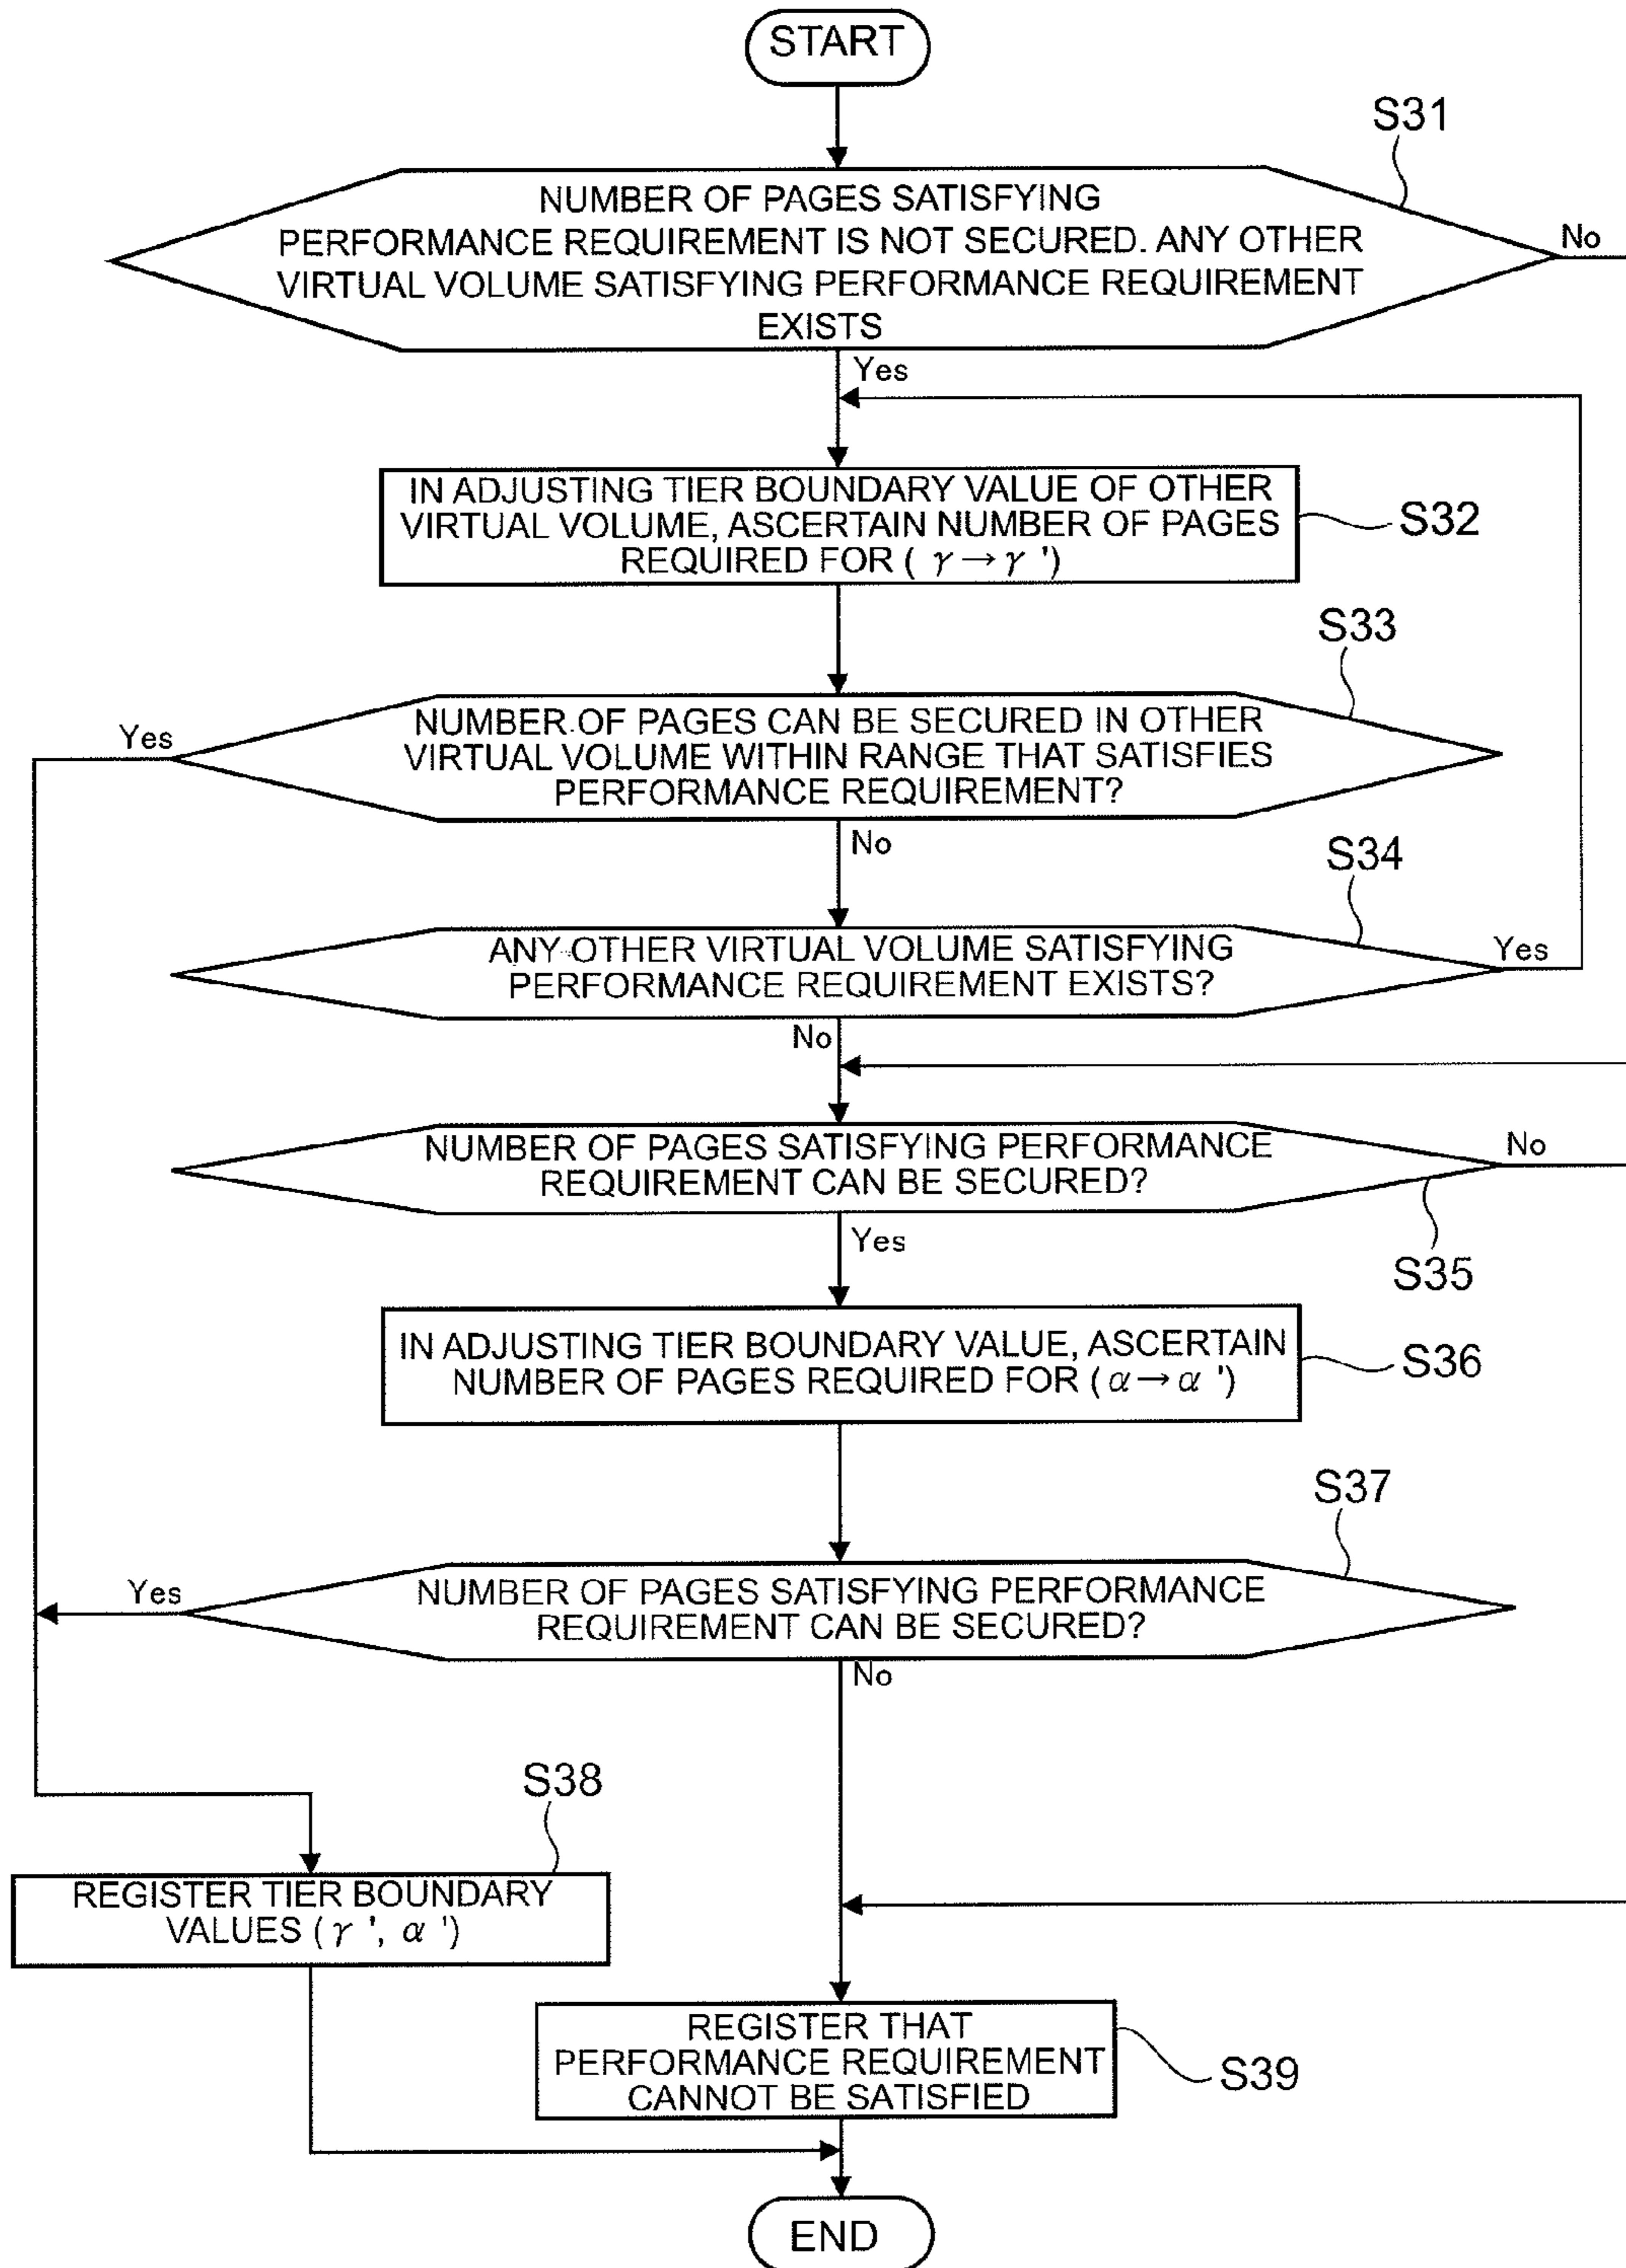 START
S31
NUMBER OF PAGES SATISFYING
PERFORMANCE REQUIREMENT IS NOT SECURED. ANY OTHER
VIRTUAL VOLUME SATISFYING PERFORMANCE REQUIREMENT
EXISTS
No
Yes
IN ADJUSTING TIER BOUNDARY VALUE OF OTHER
VIRTUAL VOLUME, ASCERTAIN NUMBER OF PAGES
REQUIRED FOR ( γ → γ ')
S32
S33
NUMBER OF PAGES CAN BE SECURED IN OTHER
VIRTUAL VOLUME WITHIN RANGE THAT SATISFIES
PERFORMANCE REQUIREMENT?
Yes
No
S34
ANY OTHER VIRTUAL VOLUME SATISFYING
PERFORMANCE REQUIREMENT EXISTS?
Yes
No
NUMBER OF PAGES SATISFYING PERFORMANCE
REQUIREMENT CAN BE SECURED?
No
Yes
S35
IN ADJUSTING TIER BOUNDARY VALUE, ASCERTAIN
NUMBER OF PAGES REQUIRED FOR (α → α ')
S36
S37
Yes
NUMBER OF PAGES SATISFYING PERFORMANCE
REQUIREMENT CAN BE SECURED?
No
S38
REGISTER TIER BOUNDARY
VALUES ( γ ', α ')
REGISTER THAT
PERFORMANCE REQUIREMENT
CANNOT BE SATISFIED
S39
END